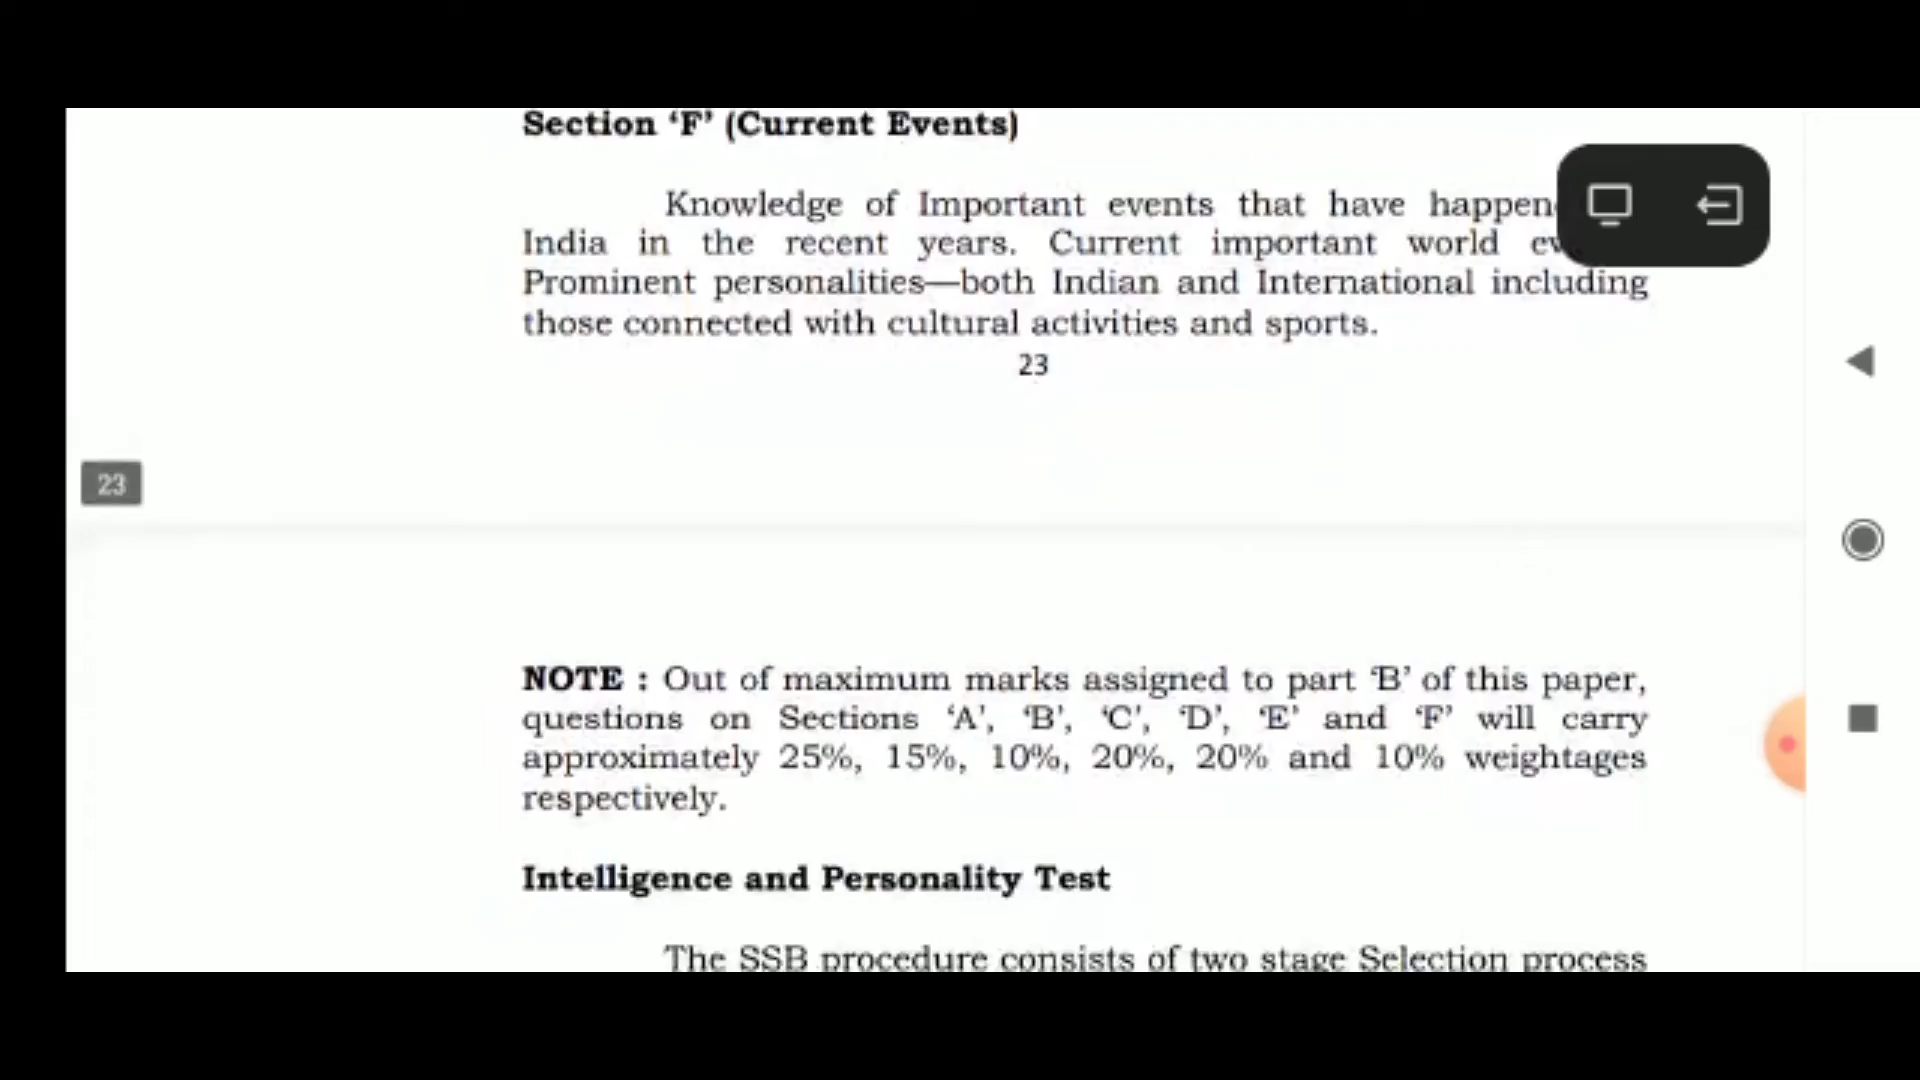 Section ‘F’ (Current Events)
Knowledge of Important events that have
India in the recent years. Current important world
Prominent personalities—both Indian and International including
those connected with cultural activities and sports.
23
23
NOTE : Out of maximum marks assigned to part ‘B’ of this paper,
questions on Sections ‘A’, ‘B’, ‘C’, ‘D’, ‘E’ and ‘F’ will carry
approximately 25%, 15%, 10%, 20%, 20% and 10% weightages
respectively.
Intelligence and Personality Test
The SSB procedure consists of two stage Selection process